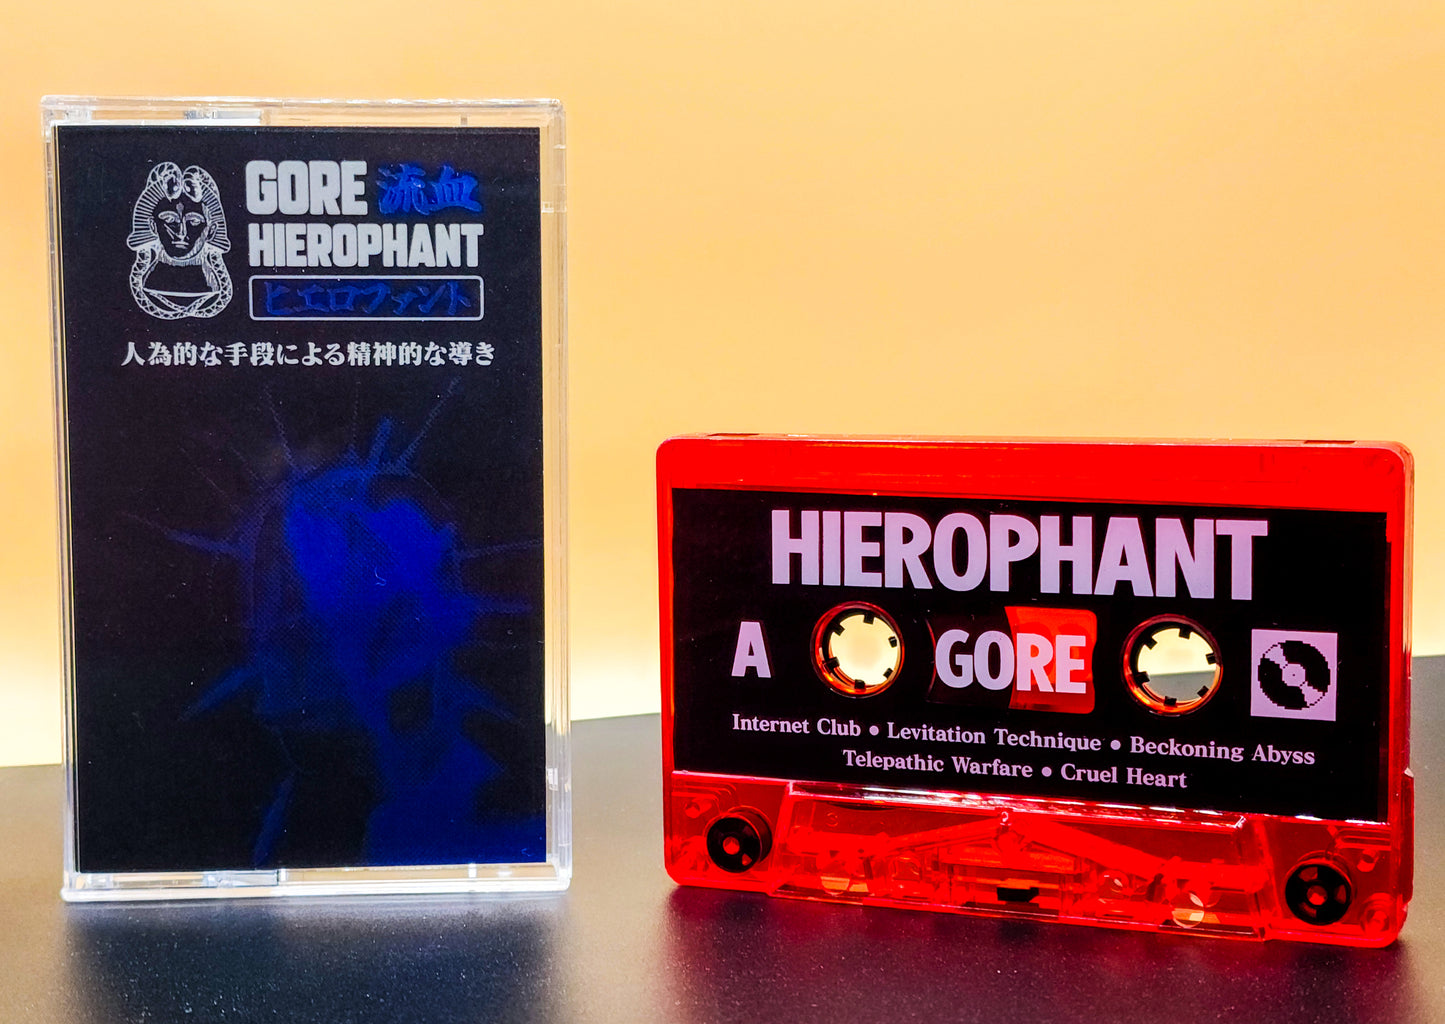 GORE 流血
HIEROPHANT
ヒエロファント
人為的な手段による精神的な導き
HIEROPHANT
A GORE
Internet Club • Levitation Technique • Beckoning Abyss
Telepathic Warfare • Cruel Heart